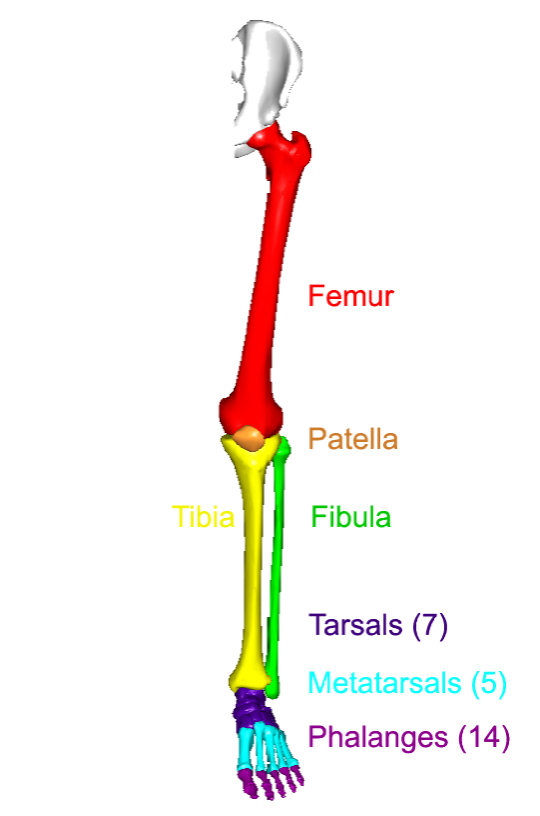 Femur
Patella
Tibia
Fibula
Tarsals (7)
Metatarsals (5)
Phalanges (14)